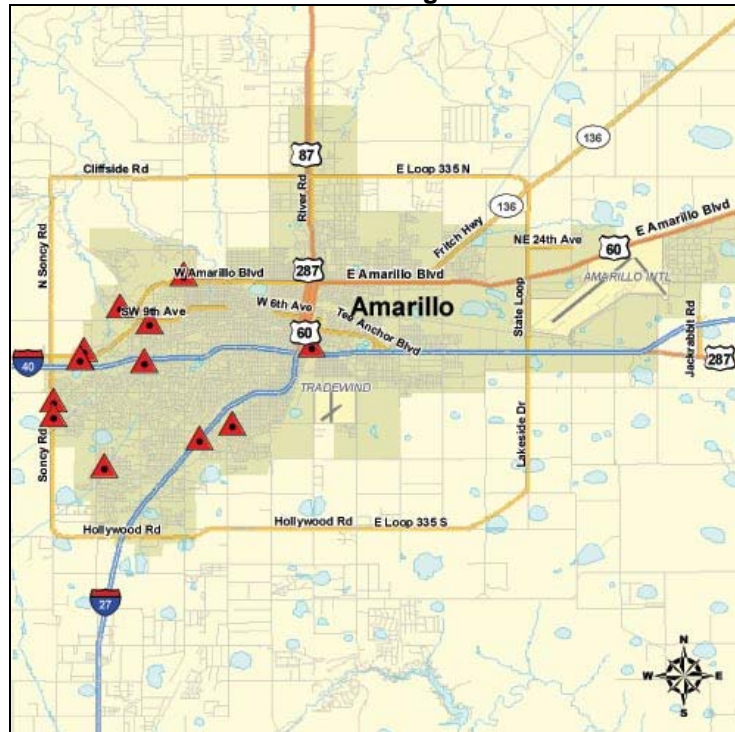 87
Cliffside Rd
E Loop 335 N
136
River Rd
136
Fritch Hwy
NE 24th Ave
60
E Amarillo Blvd
N Soncy Rd
W Amarillo Blvd
287
E Amarillo Blvd
AMARILLO INTL
SW 9th Ave
W 6th Ave
Amarillo
State Loop
60
Tee Anchor Blvd
Jackrabbit Rd
40
287
TRADEWIND
Soncy Rd
Lakeside Dr
Hollywood Rd
Hollywood Rd
E Loop 335 S
27
N
W E
S